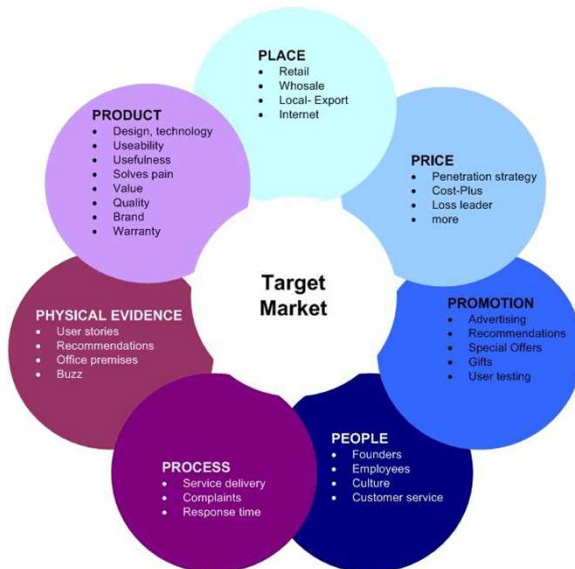 PLACE
Retail
Whosale
Local- Export
Internet
PRICE
Penetration strategy
Cost-Plus
Loss leader
more
PROMOTION
Advertising
Recommendations
Special Offers
Gifts
User testing
PEOPLE
Founders
Employees
Culture
Customer service
PROCESS
Service delivery
Complaints
Response time
PHYSICAL EVIDENCE
User stories
Recommendations
Office premises
Buzz
PRODUCT
Design, technology
Useability
Usefulness
Solves pain
Value
Quality
Brand
Warranty
Target
Market